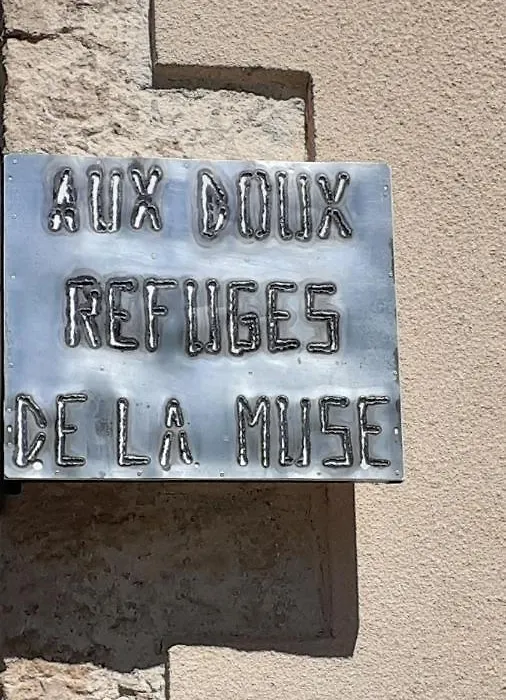 AUX DOUX
REFUGES
DE LA MUSE